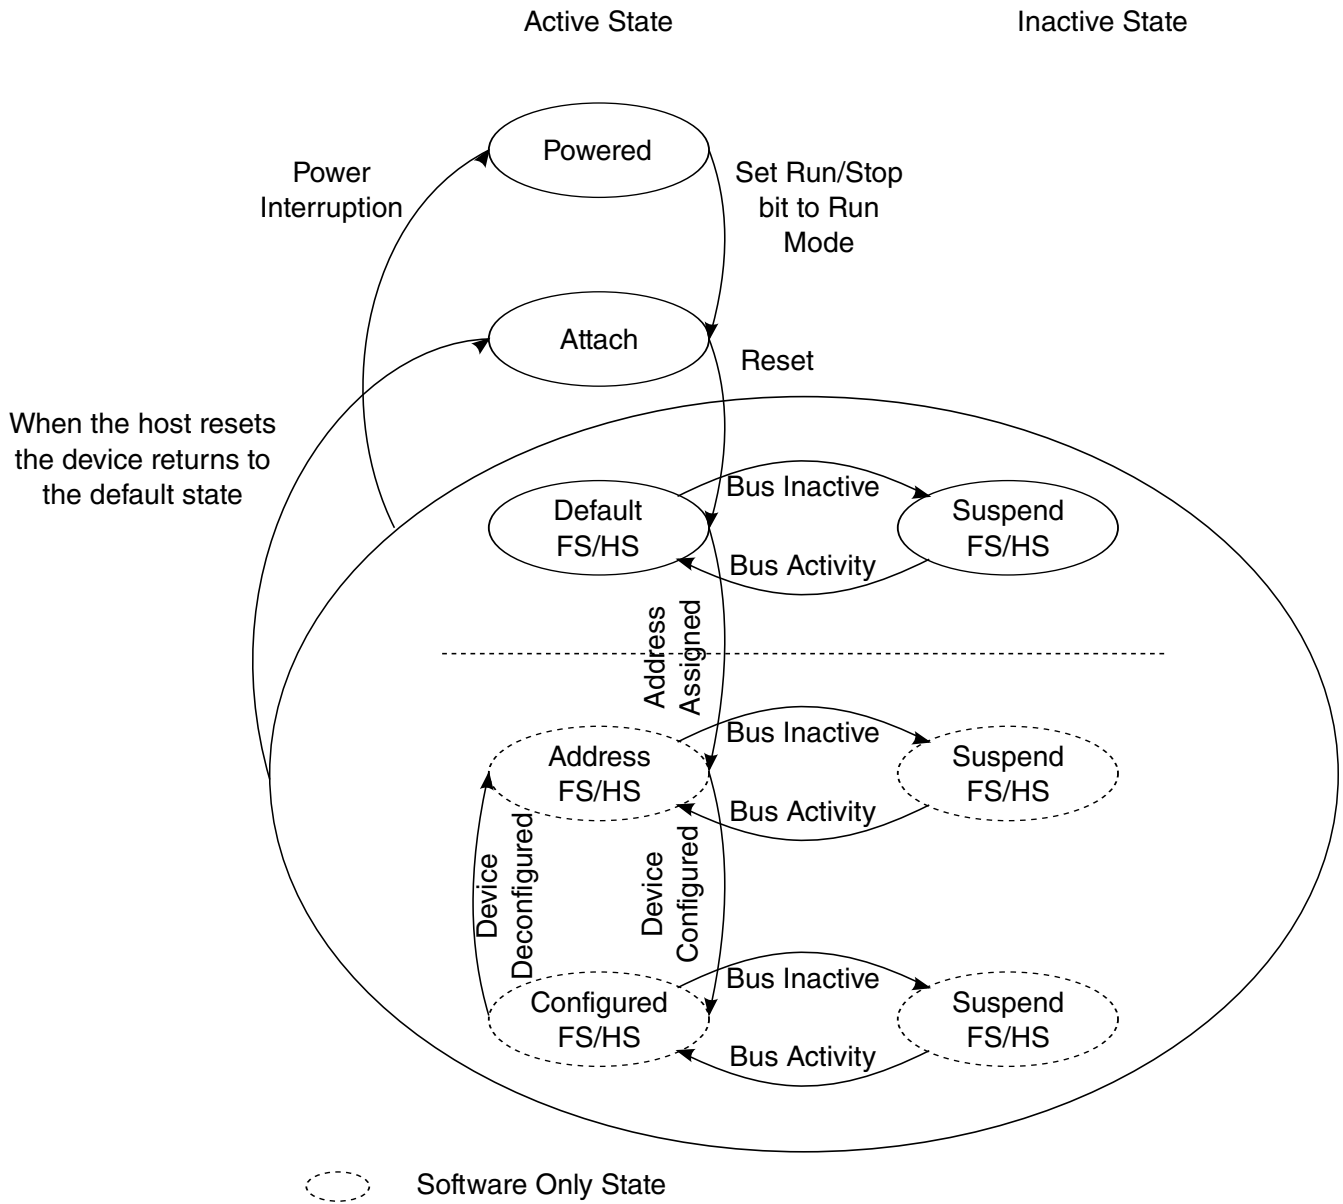 Active State
Inactive State
Powered
Power
Interruption
Set Run/Stop
bit to Run
Mode
Attach
Reset
When the host resets
the device returns to
the default state
Default
FS/HS
Bus Inactive
Bus Activity
Suspend
FS/HS
Address
Assigned
Address
FS/HS
Bus Inactive
Bus Activity
Suspend
FS/HS
Device
Deconfigured
Device
Configured
Configured
FS/HS
Bus Inactive
Bus Activity
Suspend
FS/HS
Software Only State